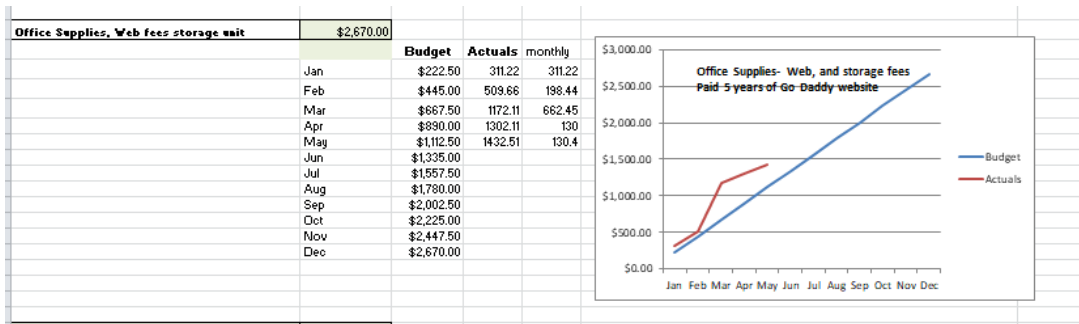 Office Supplies, Web fees storage unit $2,670.00
Budget Actuals monthly
Jan $222.50 311.22 311.22
Feb $445.00 509.66 198.44
Mar $667.50 1172.11 662.45
Apr $890.00 1302.11 130
May $1,112.50 1432.51 130.4
Jun $1,335.00
Jul $1,557.50
Aug $1,780.00
Sep $2,002.50
Oct $2,225.00
Nov $2,447.50
Dec $2,670.00
Office Supplies- Web, and storage fees
Paid 5 years of Go Daddy website
$3,000.00
$2,500.00
$2,000.00
$1,500.00
$1,000.00
$500.00
$0.00
Jan Feb Mar Apr May Jun Jul Aug Sep Oct Nov Dec
Budget
Actuals